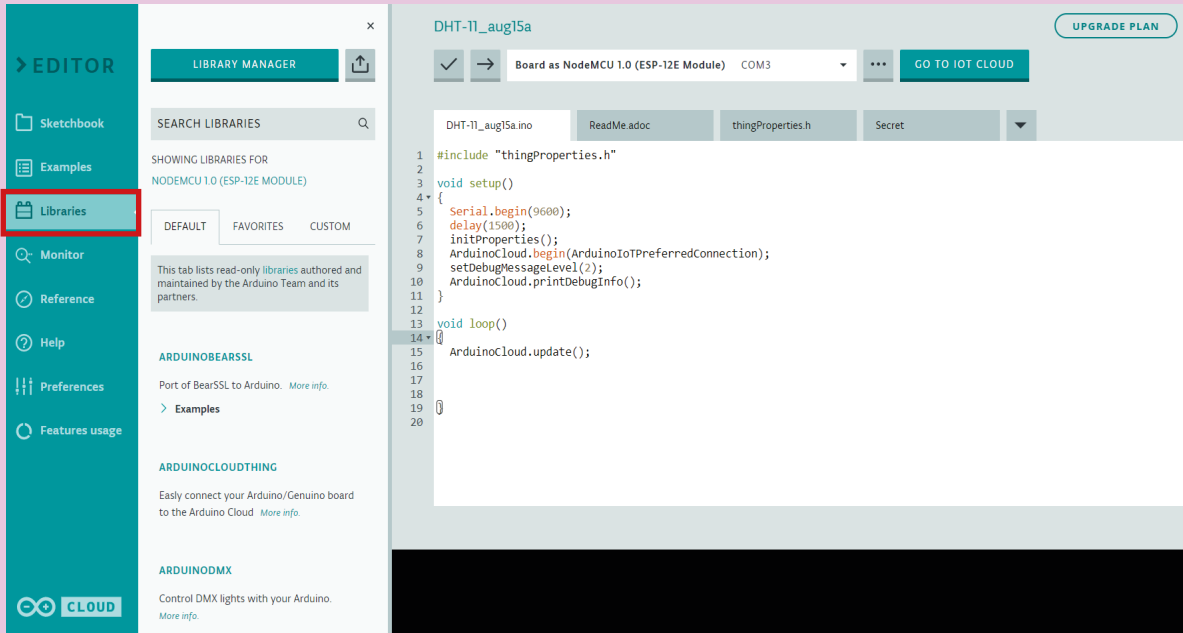 EDITOR
Sketchbook
Examples
Libraries
Monitor
Reference
Help
Preferences
Features usage
CLOUD
×
LIBRARY MANAGER
SEARCH LIBRARIES
SHOWING LIBRARIES FOR
NODEMCU 1.0 (ESP-12E MODULE)
DEFAULT FAVORITES CUSTOM
This tab lists read-only libraries authored and
maintained by the Arduino Team and its
partners.
ARDUINOBEARSSL
Port of BearSSL to Arduino. More info.
Examples
ARDUINOCLOUDTHING
Easly connect your Arduino/Genuino board
to the Arduino Cloud More info.
ARDUINODMX
Control DMX lights with your Arduino.
More info.
DHT-11_aug15a
UPGRADE PLAN
Board as NodeMCU 1.0 (ESP-12E Module) COM3
GO TO IOT CLOUD
DHT-11_aug15a.ino ReadMe.adoc thingProperties.h Secret
1 #include "thingProperties.h"
2
3 void setup()
4 {
5 Serial.begin(9600);
6 delay(1500);
7 initProperties();
8 ArduinoCloud.begin(ArduinoIoTPreferredConnection);
9 setDebugMessageLevel(2);
10 ArduinoCloud.printDebugInfo();
11 }
12
13 void loop()
14 {
15 ArduinoCloud.update();
16
17
18
19 }
20